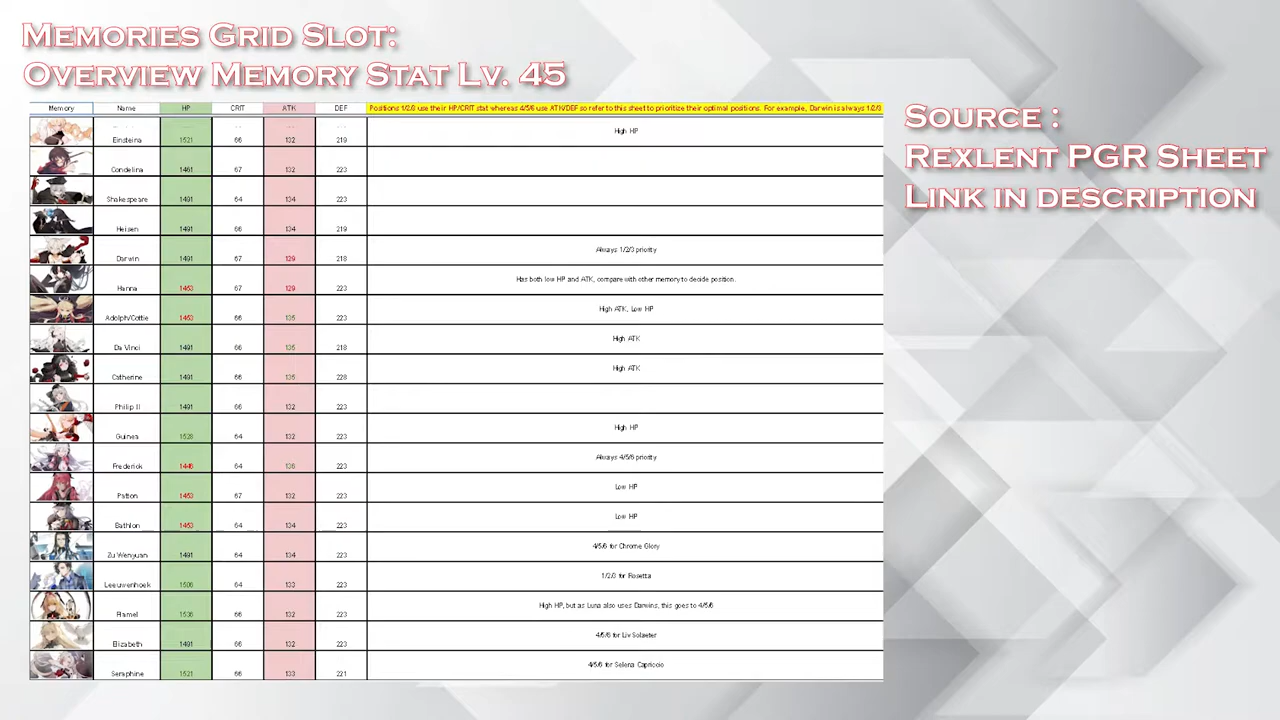 MEMORIES GRID SLOT:
OVERVIEW MEMORY STAT LV. 45
SOURCE :
REXLENT PGR SHEET
LINK IN DESCRIPTION
Memory Name HP CRIT ATK DEF Positions 1/2/3 use their HP/CRIT stat whereas 4/5/6 use ATK/DEF so refer to this sheet to prioritize their optimal positions. For example, Darwin is always 1/2/3
Einsteina 1521 66 132 219 High HP
Condelina 1461 67 132 223
Shakespeare 1491 64 134 223
Heisen 1491 66 134 219
Darwin 1491 67 129 218 Always 1/2/3 priority
Hanna 1453 67 129 223 Has both low HP and ATK, compare with other memory to decide position.
Adolph/Cottie 1453 66 135 223 High ATK, Low HP
Da Vinci 1491 66 135 218 High ATK
Catherine 1491 66 135 228 High ATK
Philip II 1491 66 132 223
Guinea 1528 64 132 223 High HP
Frederick 1446 64 136 223 Always 4/5/6 priority
Patton 1453 67 132 223 Low HP
Bathlon 1453 64 134 223 Low HP
Zu Wenyuan 1491 64 134 223 4/5/6 for Chrome Glory
Leeuwenhoek 1506 64 133 223 1/2/3 for Rosetta
Flamel 1536 66 132 223 High HP, but as Luna also uses Darwins, this goes to 4/5/6
Elizabeth 1491 66 132 223 4/5/6 for Liv Solaeter
Seraphine 1521 66 133 221 4/5/6 for Selena Capriccio